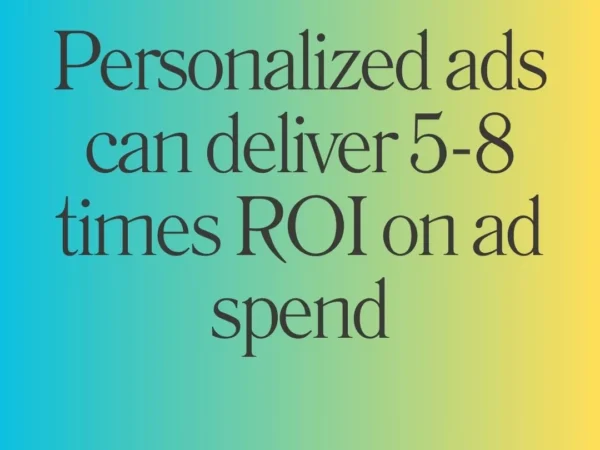 Personalized ads
can deliver 5-8
times ROI on ad
spend